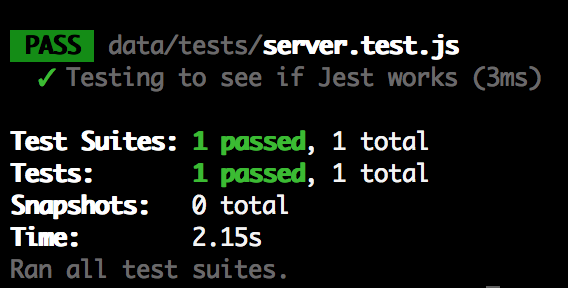 PASS data/tests/server.test.js
✓ Testing to see if Jest works (3ms)
Test Suites: 1 passed, 1 total
Tests: 1 passed, 1 total
Snapshots: 0 total
Time: 2.15s
Ran all test suites.